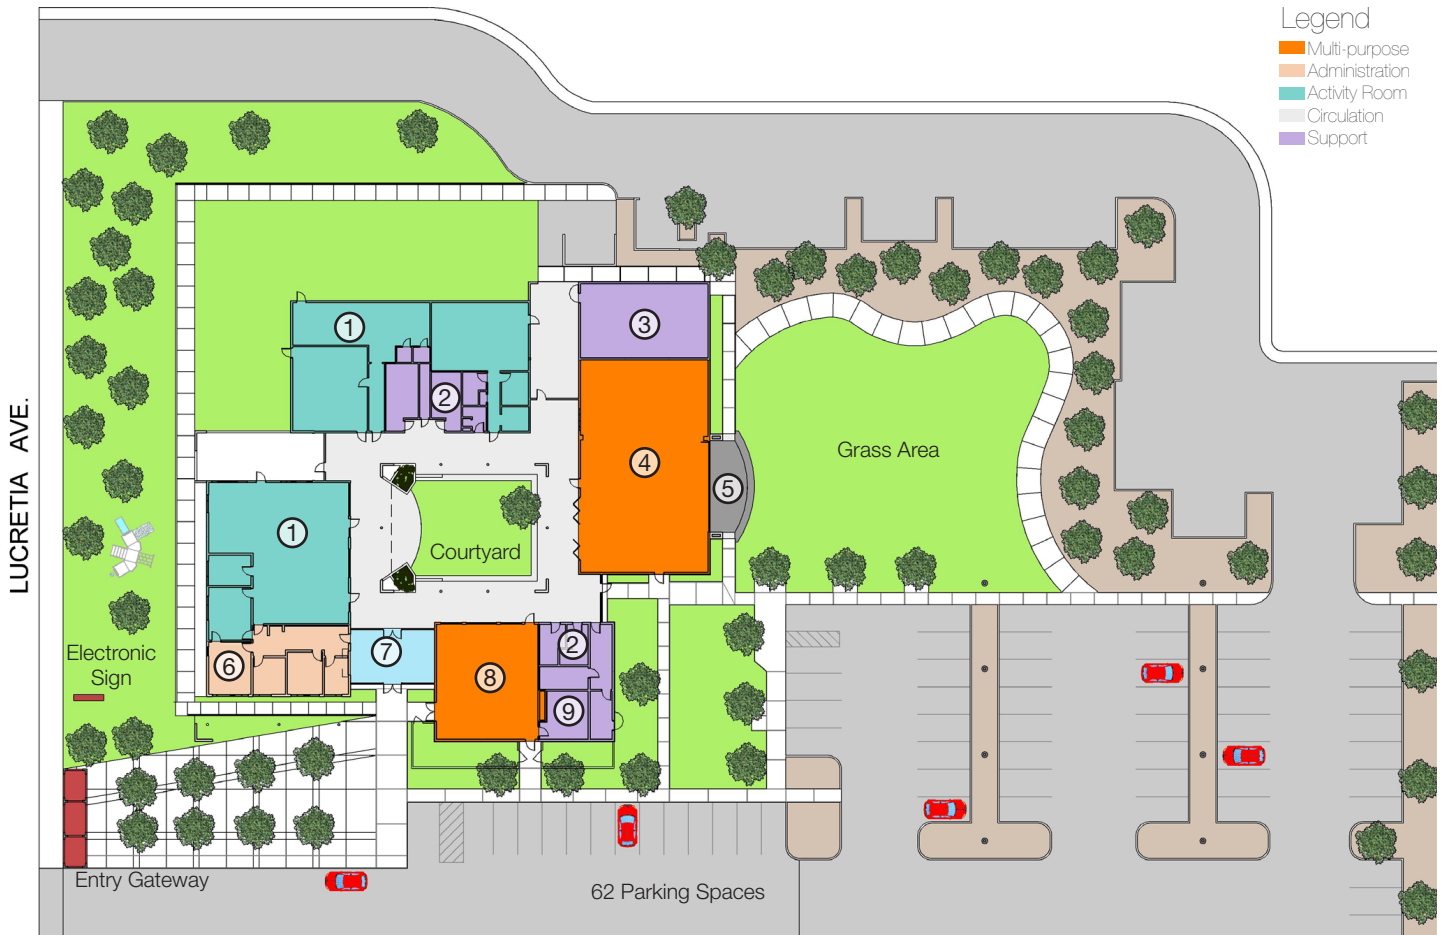 Legend
Multi-purpose
Administration
Activity Room
Circulation
Support
1
3
2
4
Grass Area
5
1
Courtyard
LUCRETIA AVE.
2
Electronic
Sign
6
7
8
9
Entry Gateway
62 Parking Spaces